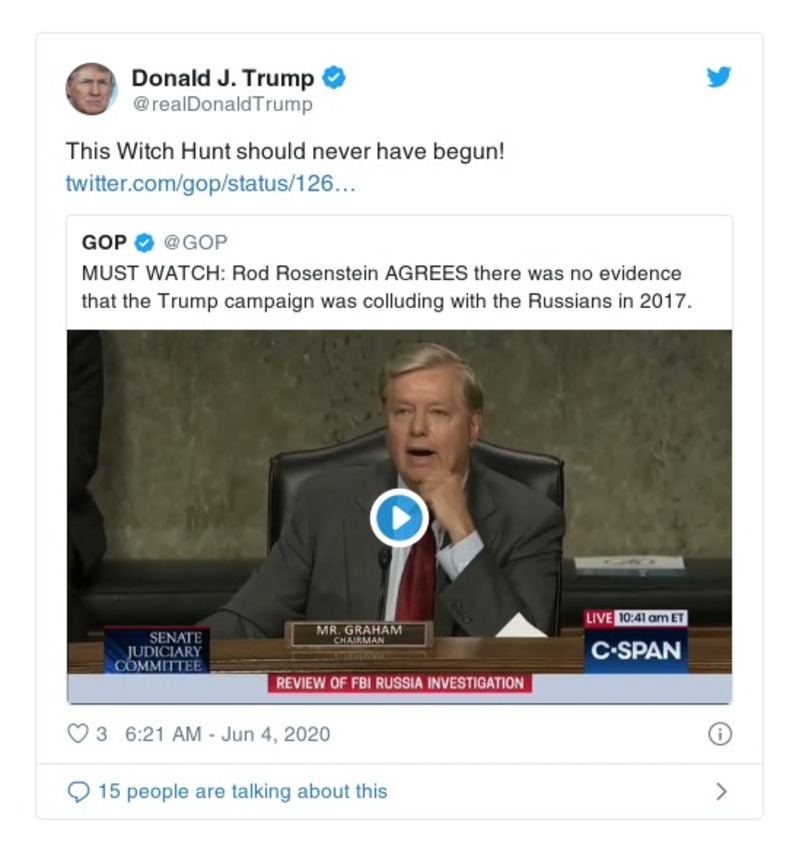 Donald J. Trump
@realDonaldTrump
This Witch Hunt should never have begun!
twitter.com/gop/status/126…
GOP @GOP
MUST WATCH: Rod Rosenstein AGREES there was no evidence
that the Trump campaign was colluding with the Russians in 2017.
SENATE
JUDICIARY
COMMITTEE
MR. GRAHAM
CHAIRMAN
LIVE 10:41 am ET
C-SPAN
REVIEW OF FBI RUSSIA INVESTIGATION
3 6:21 AM - Jun 4, 2020
15 people are talking about this